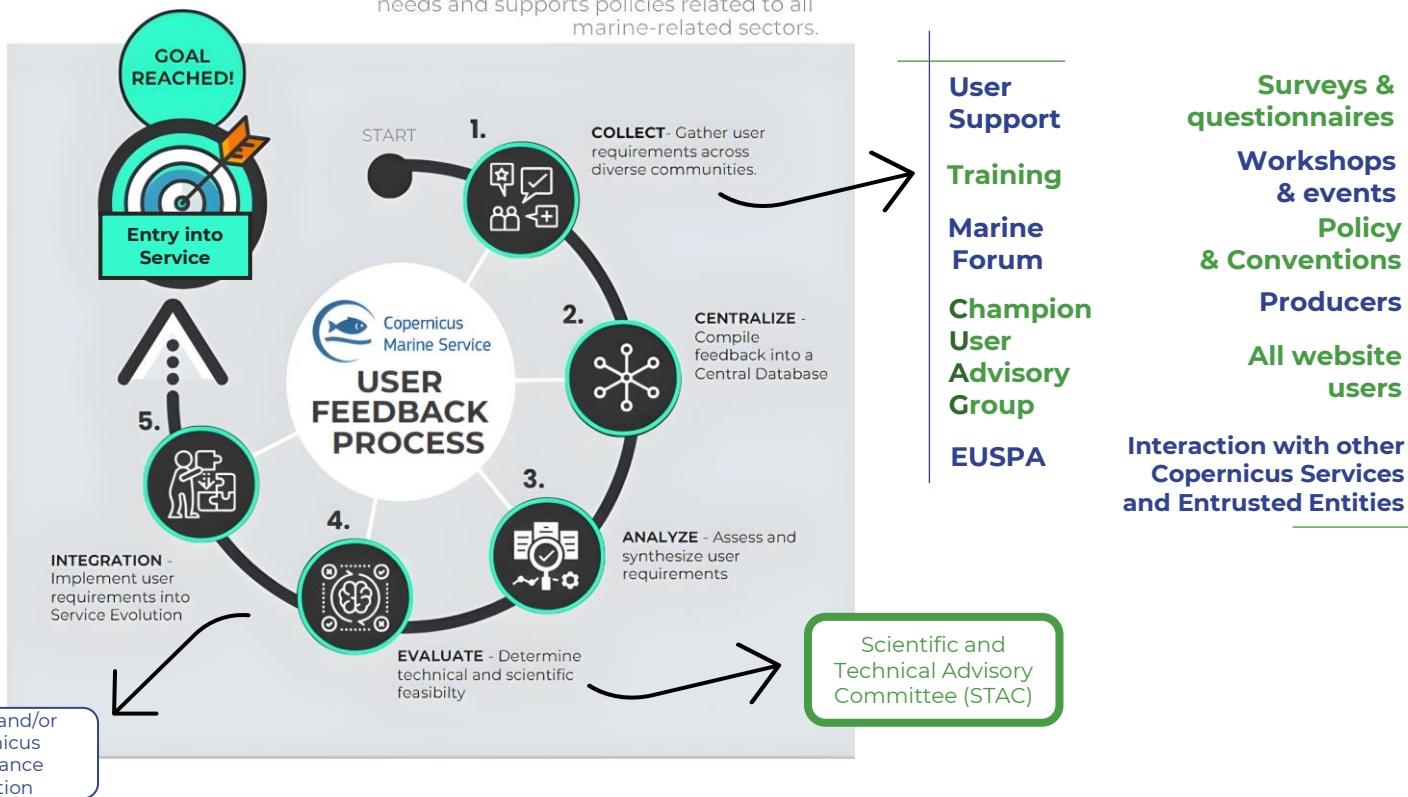 needs and supports policies related to all
marine-related sectors.
GOAL
REACHED!
Entry into
Service
START
1.
COLLECT- Gather user
requirements across
diverse communities.
2.
CENTRALIZE -
Compile
feedback into a
Central Database
3.
ANALYZE - Assess and
synthesize user
requirements
4.
EVALUATE - Determine
technical and scientific
feasibilty
5.
INTEGRATION -
Implement user
requirements into
Service Evolution
Copernicus
Marine Service
USER
FEEDBACK
PROCESS
User
Support
Training
Marine
Forum
Champion
User
Advisory
Group
EUSPA
Surveys &
questionnaires
Workshops
& events
Policy
& Conventions
Producers
All website
users
Interaction with other
Copernicus Services
and Entrusted Entities
Scientific and
Technical Advisory
Committee (STAC)
and/or